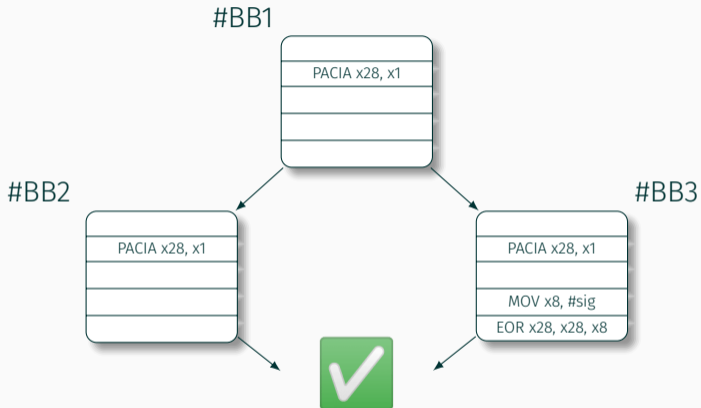 #BB1
PACIA x28, x1
#BB2
PACIA x28, x1
#BB3
PACIA x28, x1
MOV x8, #sig
EOR x28, x28, x8